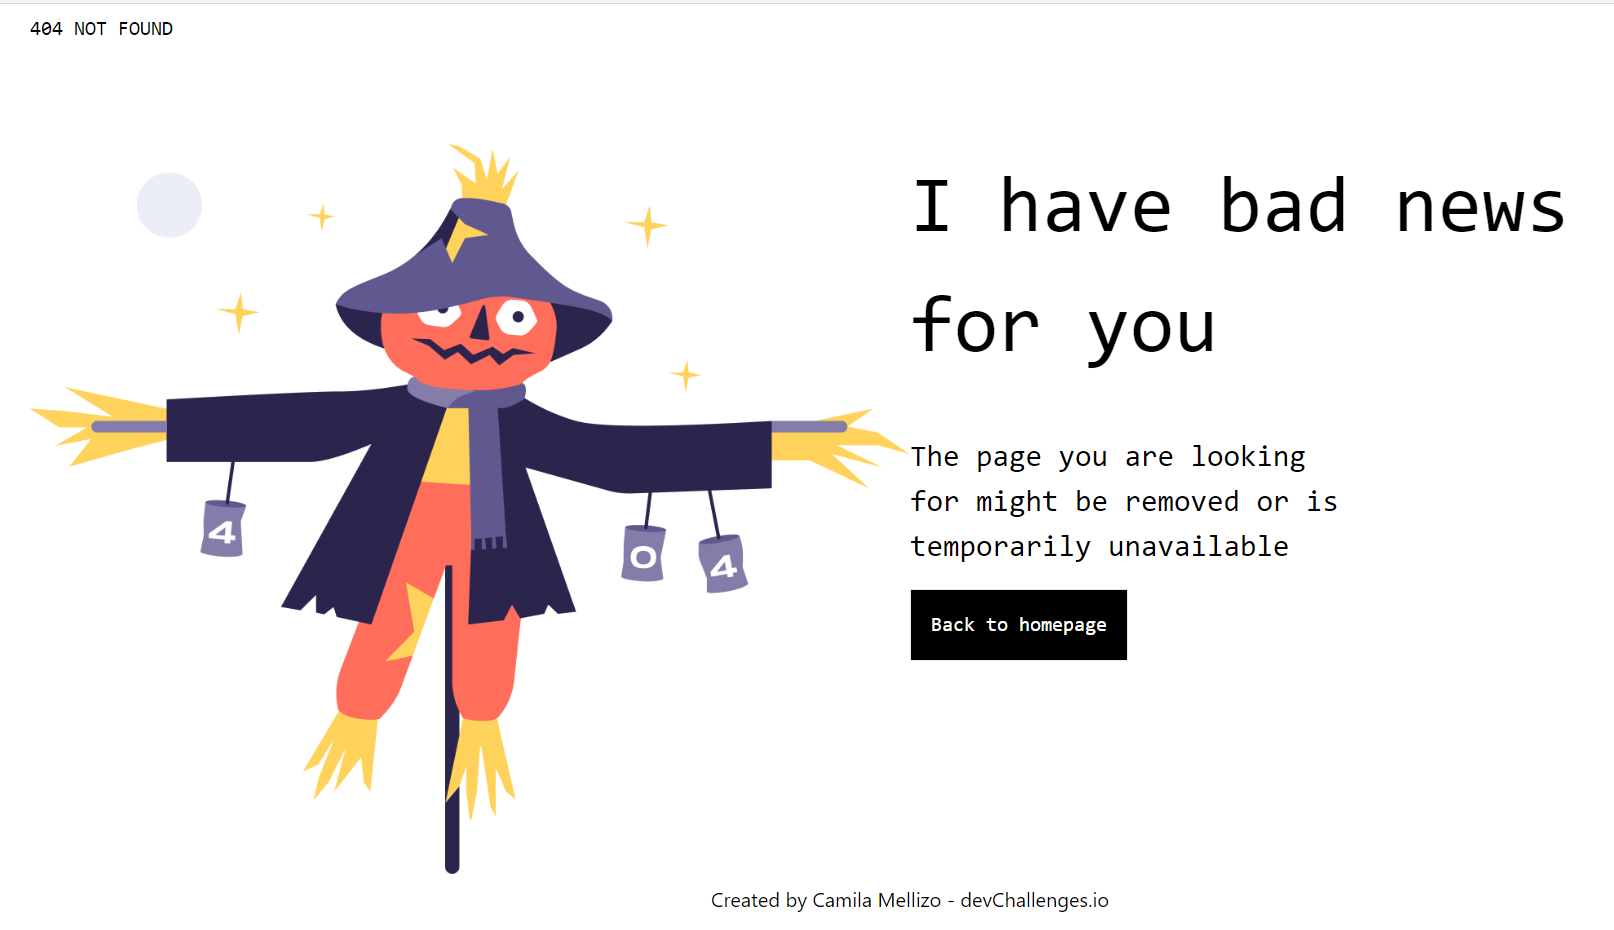 404 NOT FOUND
I have bad news
for you
The page you are looking
for might be removed or is
temporarily unavailable
Back to homepage
4
0
4
Created by Camila Mellizo - devChallenges.io